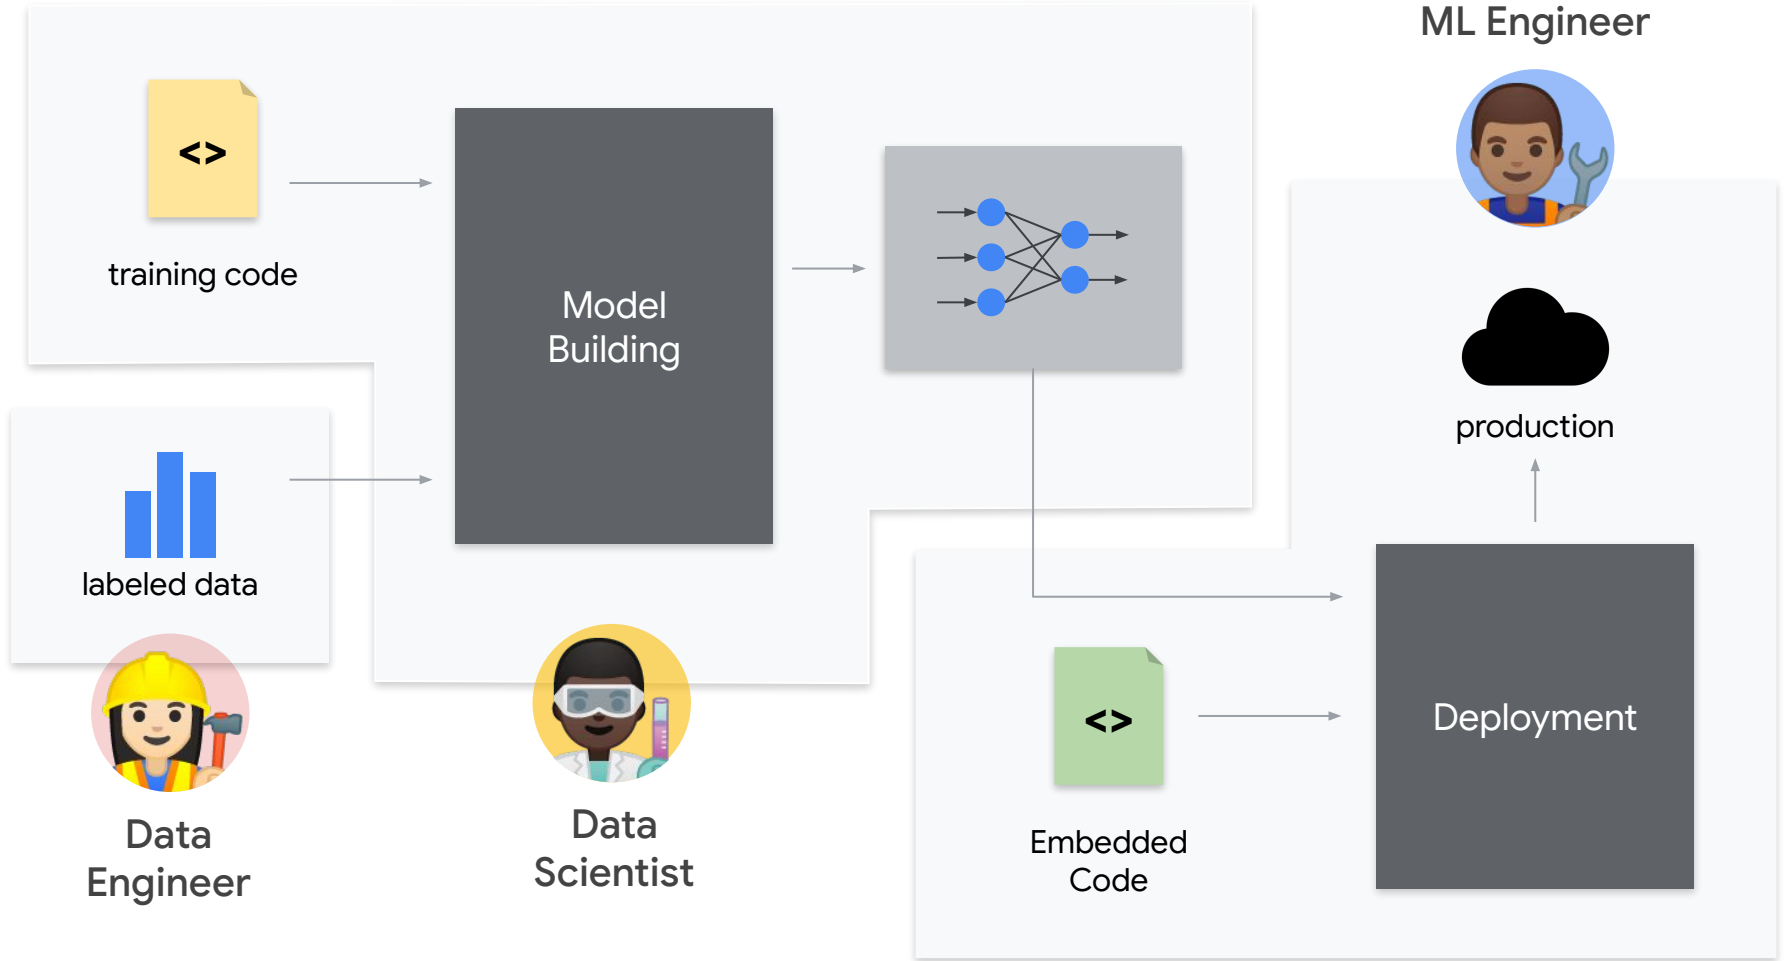 ML Engineer
<>
training code
Model
Building
production
labeled data
Deployment
<>
Embedded
Code
Data
Engineer
Data
Scientist